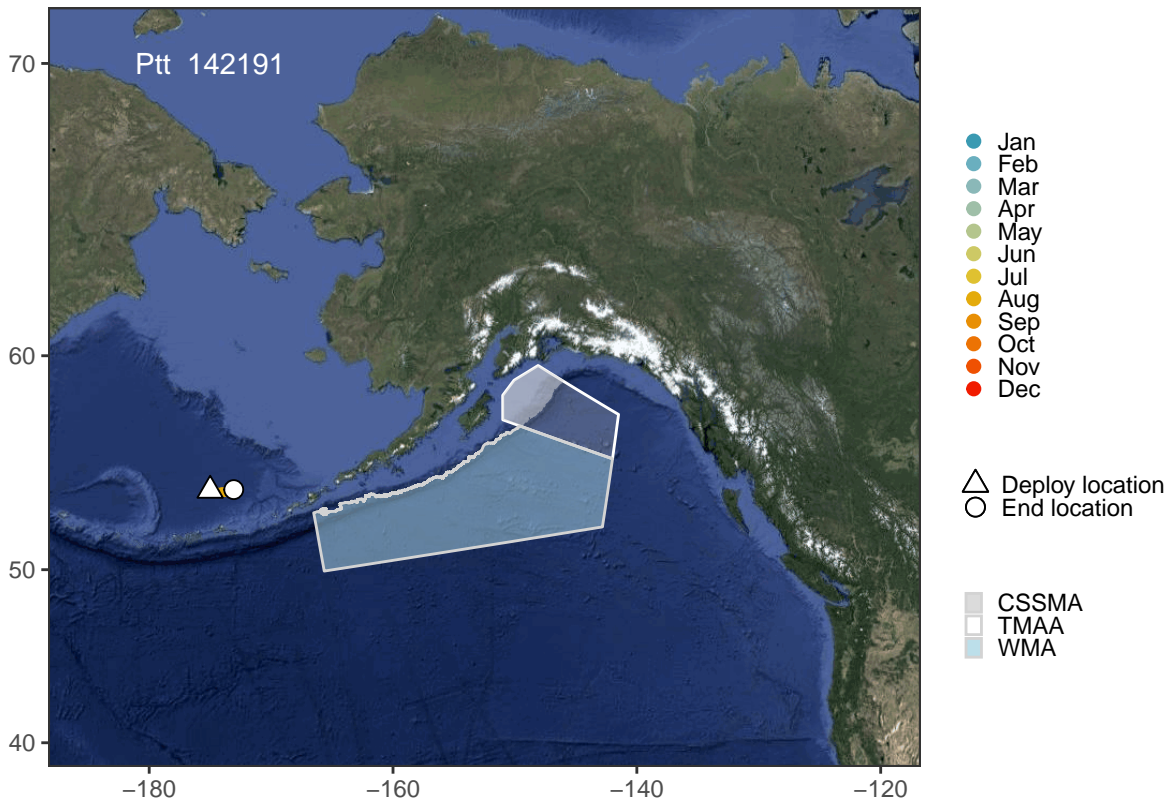 Ptt 142191
70
60
50
40
−180
−160
−140
−120
Jan
Feb
Mar
Apr
May
Jun
Jul
Aug
Sep
Oct
Nov
Dec
Deploy location
End location
CSSMA
TMAA
WMA